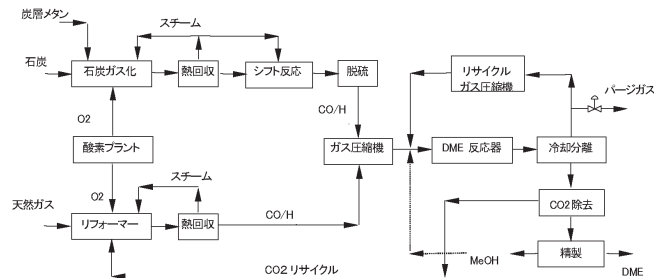 炭層メタン
スチーム
石炭
石炭ガス化
熱回収
シフト反応
脱硫
リサイクル
ガス圧縮機
パージガス
O2
CO/H
酸素プラント
ガス圧縮機
DME 反応器
冷却分離
O2
スチーム
天然ガス
リフォーマー
熱回収
CO/H
CO2除去
CO2 リサイクル
MeOH
精製
DME